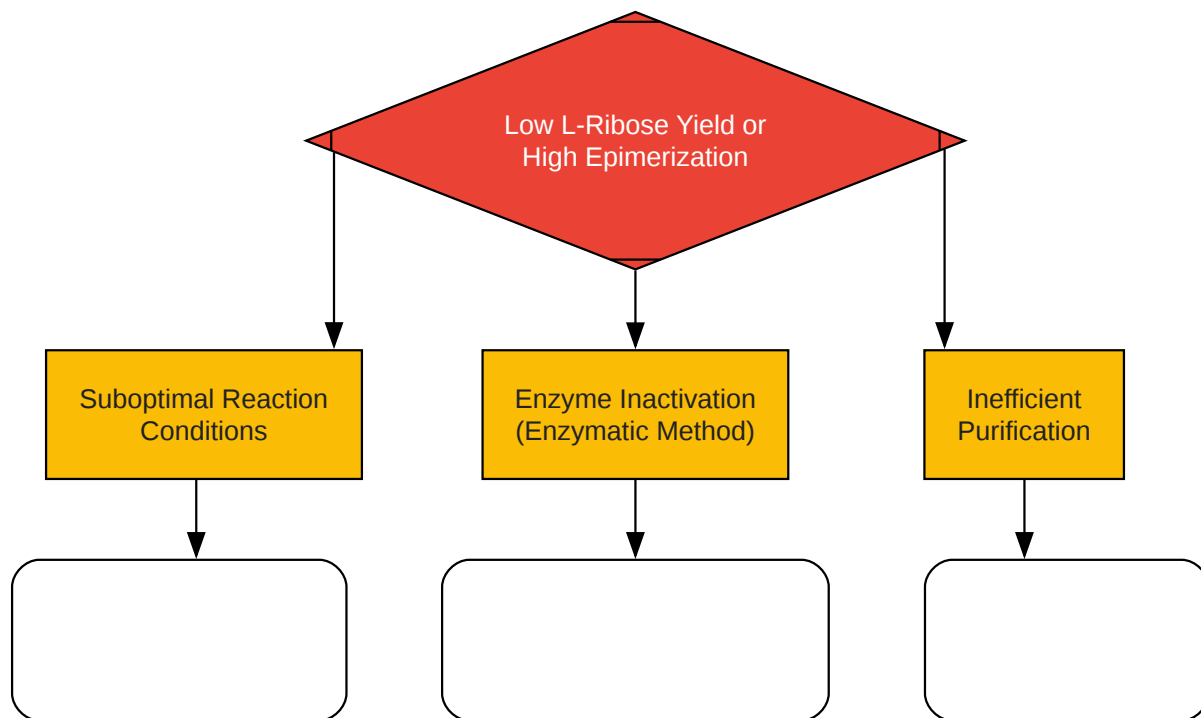 Low L-Ribose Yield or
High Epimerization
Suboptimal Reaction
Conditions
Enzyme Inactivation
(Enzymatic Method)
Inefficient
Purification